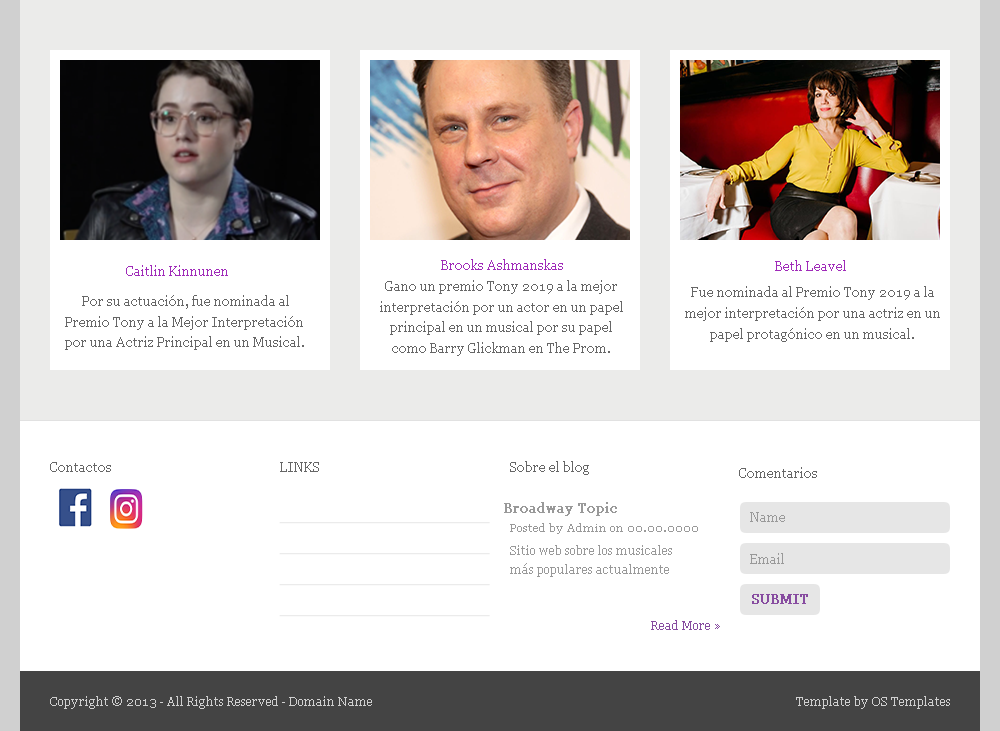 Caitlin Kinnunen
Por su actuación, fue nominada al
Premio Tony a la Mejor Interpretación
por una Actriz Principal en un Musical.
Brooks Ashmanskas
Gano un premio Tony 2019 a la mejor
interpretación por un actor en un papel
principal en un musical por su papel
como Barry Glickman en The Prom.
Beth Leavel
Fue nominada al Premio Tony 2019 a la
mejor interpretación por una actriz en un
papel protagónico en un musical.
Contactos
LINKS
Sobre el blog
Broadway Topic
Posted by Admin on 00.00.0000
Sitio web sobre los musicales
más populares actualmente
Read More »
Comentarios
Name
Email
SUBMIT
Copyright © 2013 - All Rights Reserved - Domain Name
Template by OS Templates